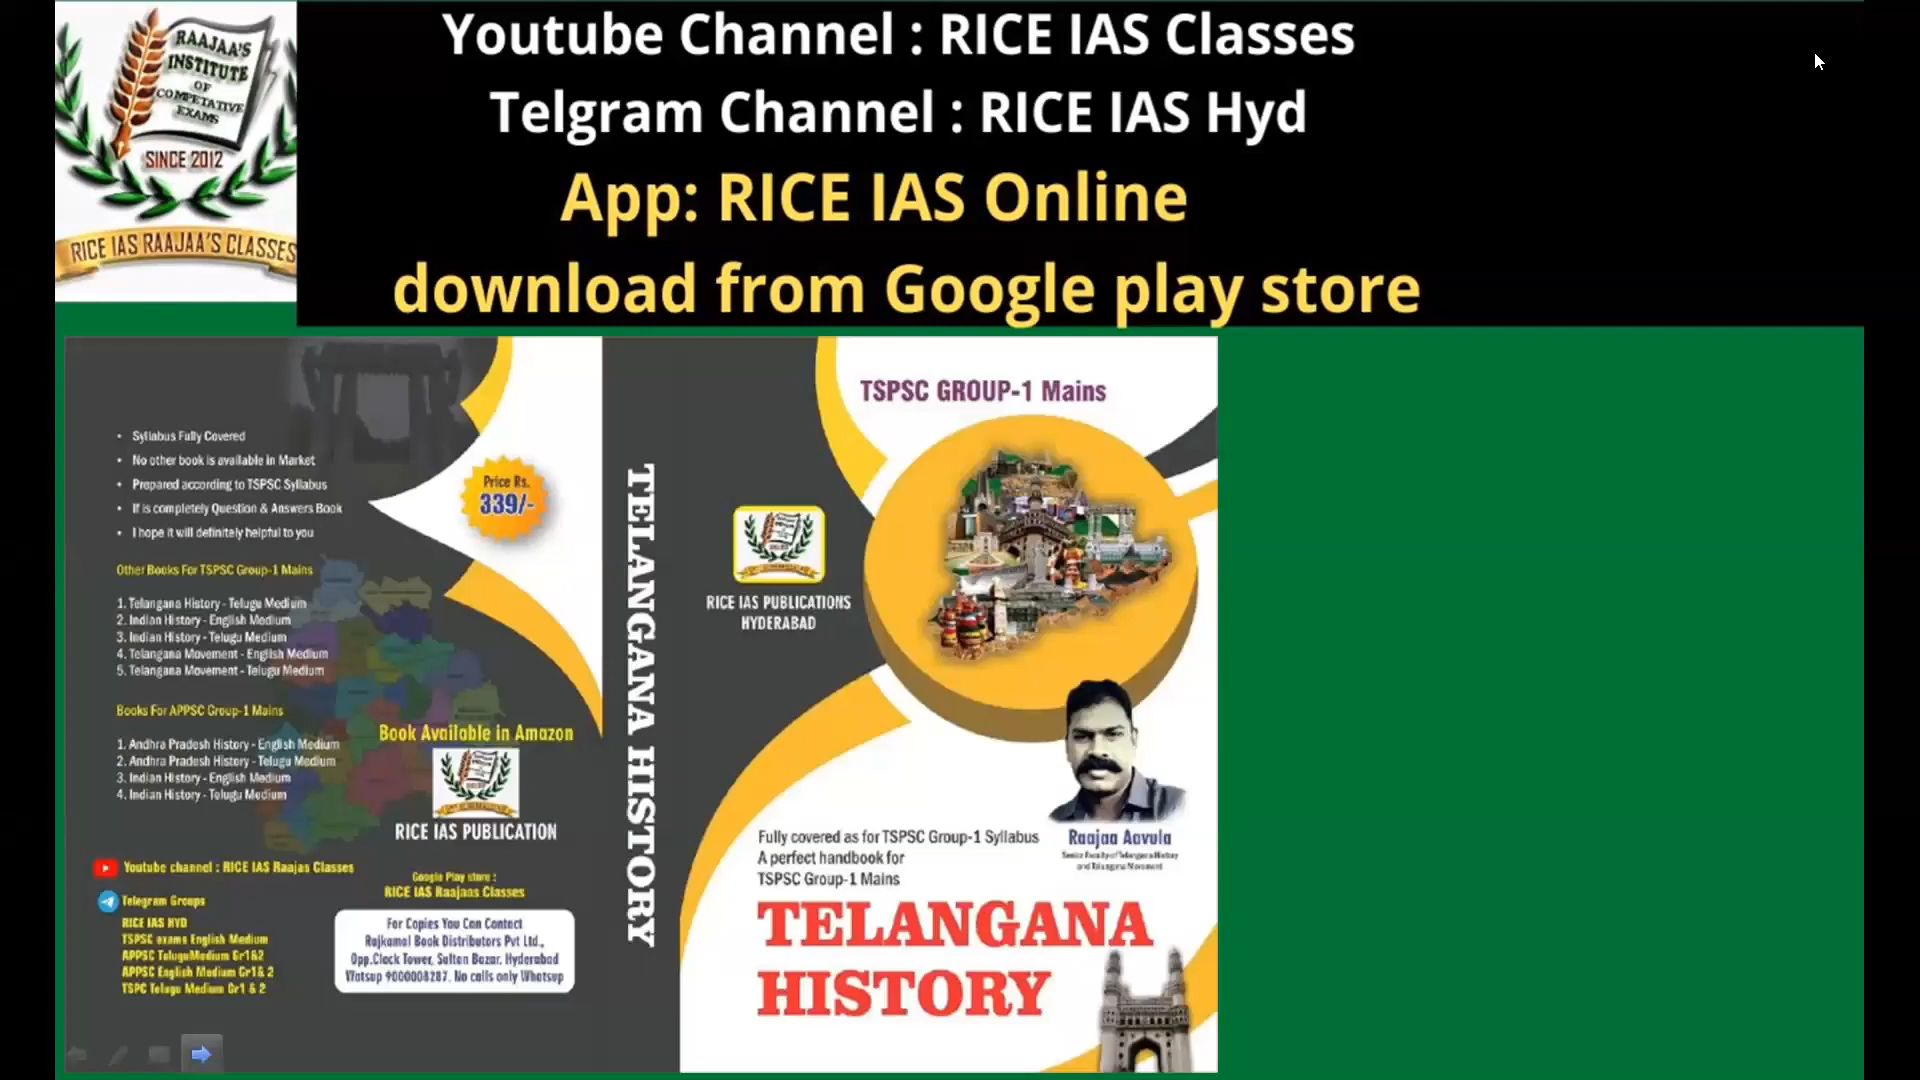 RAAJAA'S
INSTITUTE
OF
COMPETATIVE
EXAMS
SINCE 2012
RICE IAS RAAJAA'S CLASSES
Youtube Channel : RICE IAS Classes
Telgram Channel : RICE IAS Hyd
App: RICE IAS Online
download from Google play store
• Syllabus Fully Covered
• No other book is available in Market
• Prepared according to TSPSC Syllabus
• If is completely Question & Answers Book
• I hope it will definitely helpful to you
Price Rs.
339/-
Other Books For TSPSC Group-1 Mains
1. Telangana History - Telugu Medium
2. Indian History - English Medium
3. Indian History - Telugu Medium
4. Telangana Movement - English Medium
5. Telangana Movement - Telugu Medium
Books For APPSC Group-1 Mains
1. Andhra Pradesh History - English Medium
2. Andhra Pradesh History - Telugu Medium
3. Indian History - English Medium
4. Indian History - Telugu Medium
Book Available in Amazon
RICE IAS PUBLICATION
Youtube channel : RICE IAS Raajas Classes
Telegram Groups
RICE IAS HYD
TSPSC exams English Medium
APPSC TeluguMedium Gr1&2
APPSC English Medium Gr1& 2
TSPC Telugu Medium Gr1 & 2
Google Play store :
RICE IAS Raajaas Classes
For Copies You Can Contact
Rajkamal Book Distributors Pvt Ltd.,
Opp.Clock Tower, Sultan Bazar, Hyderabad
Watsup 9000008287. No calls only Whatsup
TELANGANA HISTORY
TSPSC GROUP-1 Mains
RICE IAS PUBLICATIONS
HYDERABAD
Raajaa Aavula
Senior Faculty of Telangana History
and Telangana Movement
Fully covered as for TSPSC Group-1 Syllabus
A perfect handbook for
TSPSC Group-1 Mains
TELANGANA
HISTORY